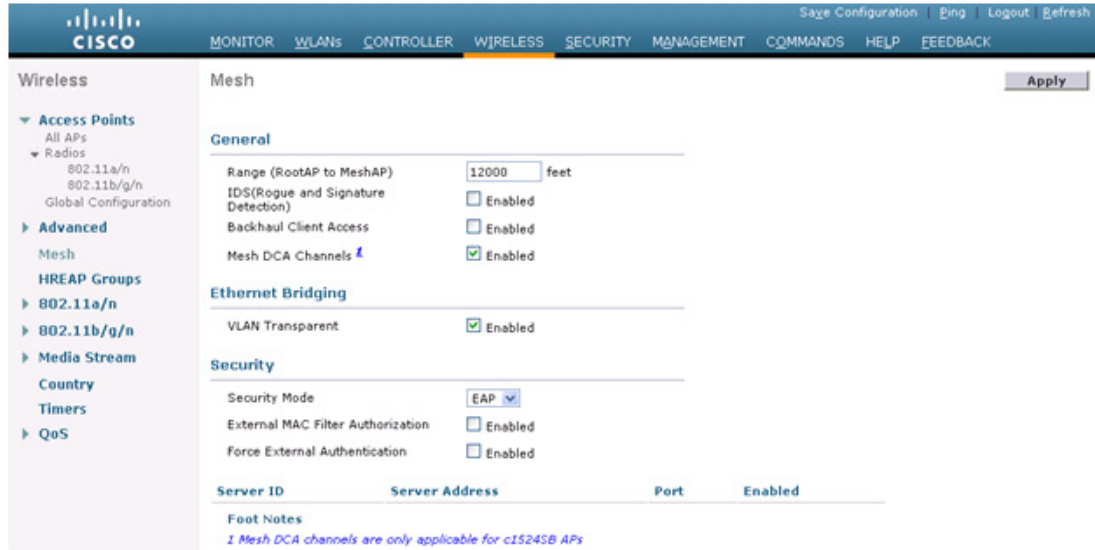 Save Configuration | Ping | Logout | Refresh
CISCO
MONITOR WLANs CONTROLLER WIRELESS SECURITY MANAGEMENT COMMANDS HELP FEEDBACK
Wireless
Access Points
All APs
Radios
802.11a/n
802.11b/g/n
Global Configuration
Advanced
Mesh
HREAP Groups
802.11a/n
802.11b/g/n
Media Stream
Country
Timers
QoS
Mesh
Apply
General
Range (RootAP to MeshAP) 12000 feet
IDS(Rogue and Signature
Detection) Enabled
Backhaul Client Access Enabled
Mesh DCA Channels 1 Enabled
Ethernet Bridging
VLAN Transparent Enabled
Security
Security Mode EAP
External MAC Filter Authorization Enabled
Force External Authentication Enabled
Server ID Server Address Port Enabled
Foot Notes
1 Mesh DCA channels are only applicable for c1524SB APs